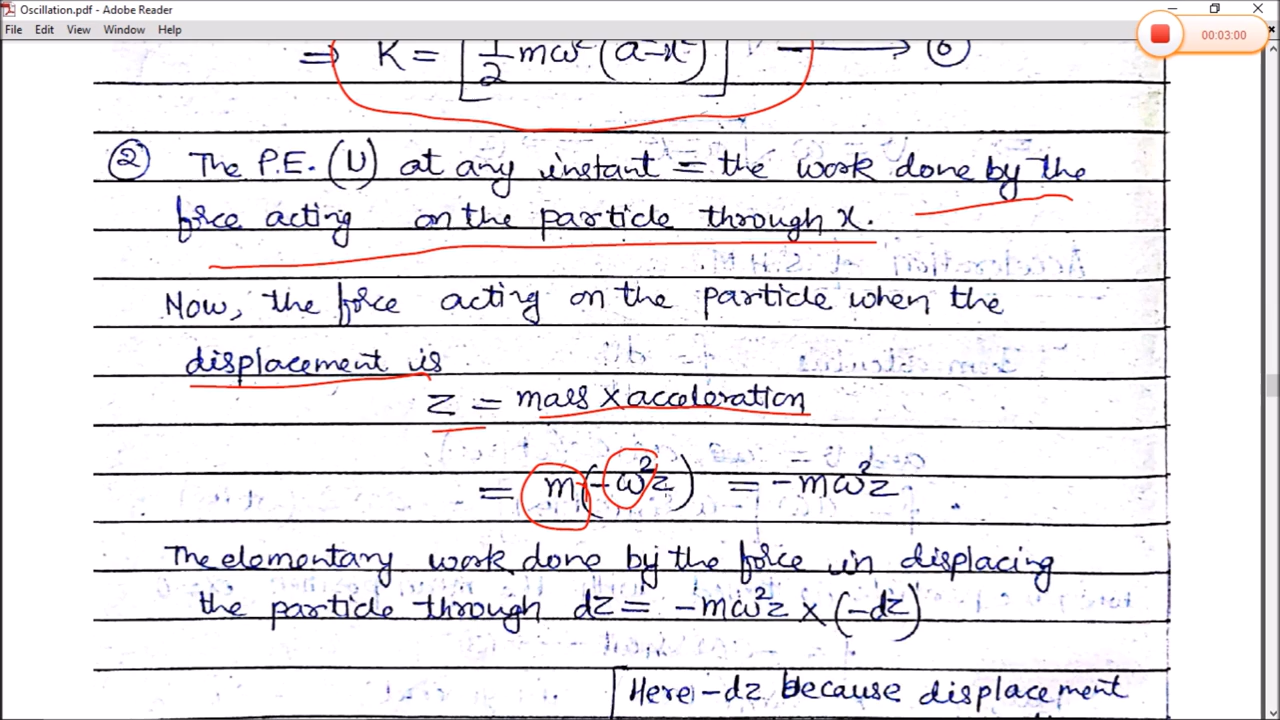 Oscillation.pdf - Adobe Reader
File Edit View Window Help
00:03:00
⇒ K = [½mω²(a²-x²)] → ⑥
② The P.E. (U) at any instant = the work done by the
force acting on the particle through x.
Now, the force acting on the particle when the
displacement is
z = mass × acceleration
= m(-ω²z) = -mω²z
The elementary work done by the force in displacing
the particle through dz = -mω²z × (-dz)
Here -dz because displacement